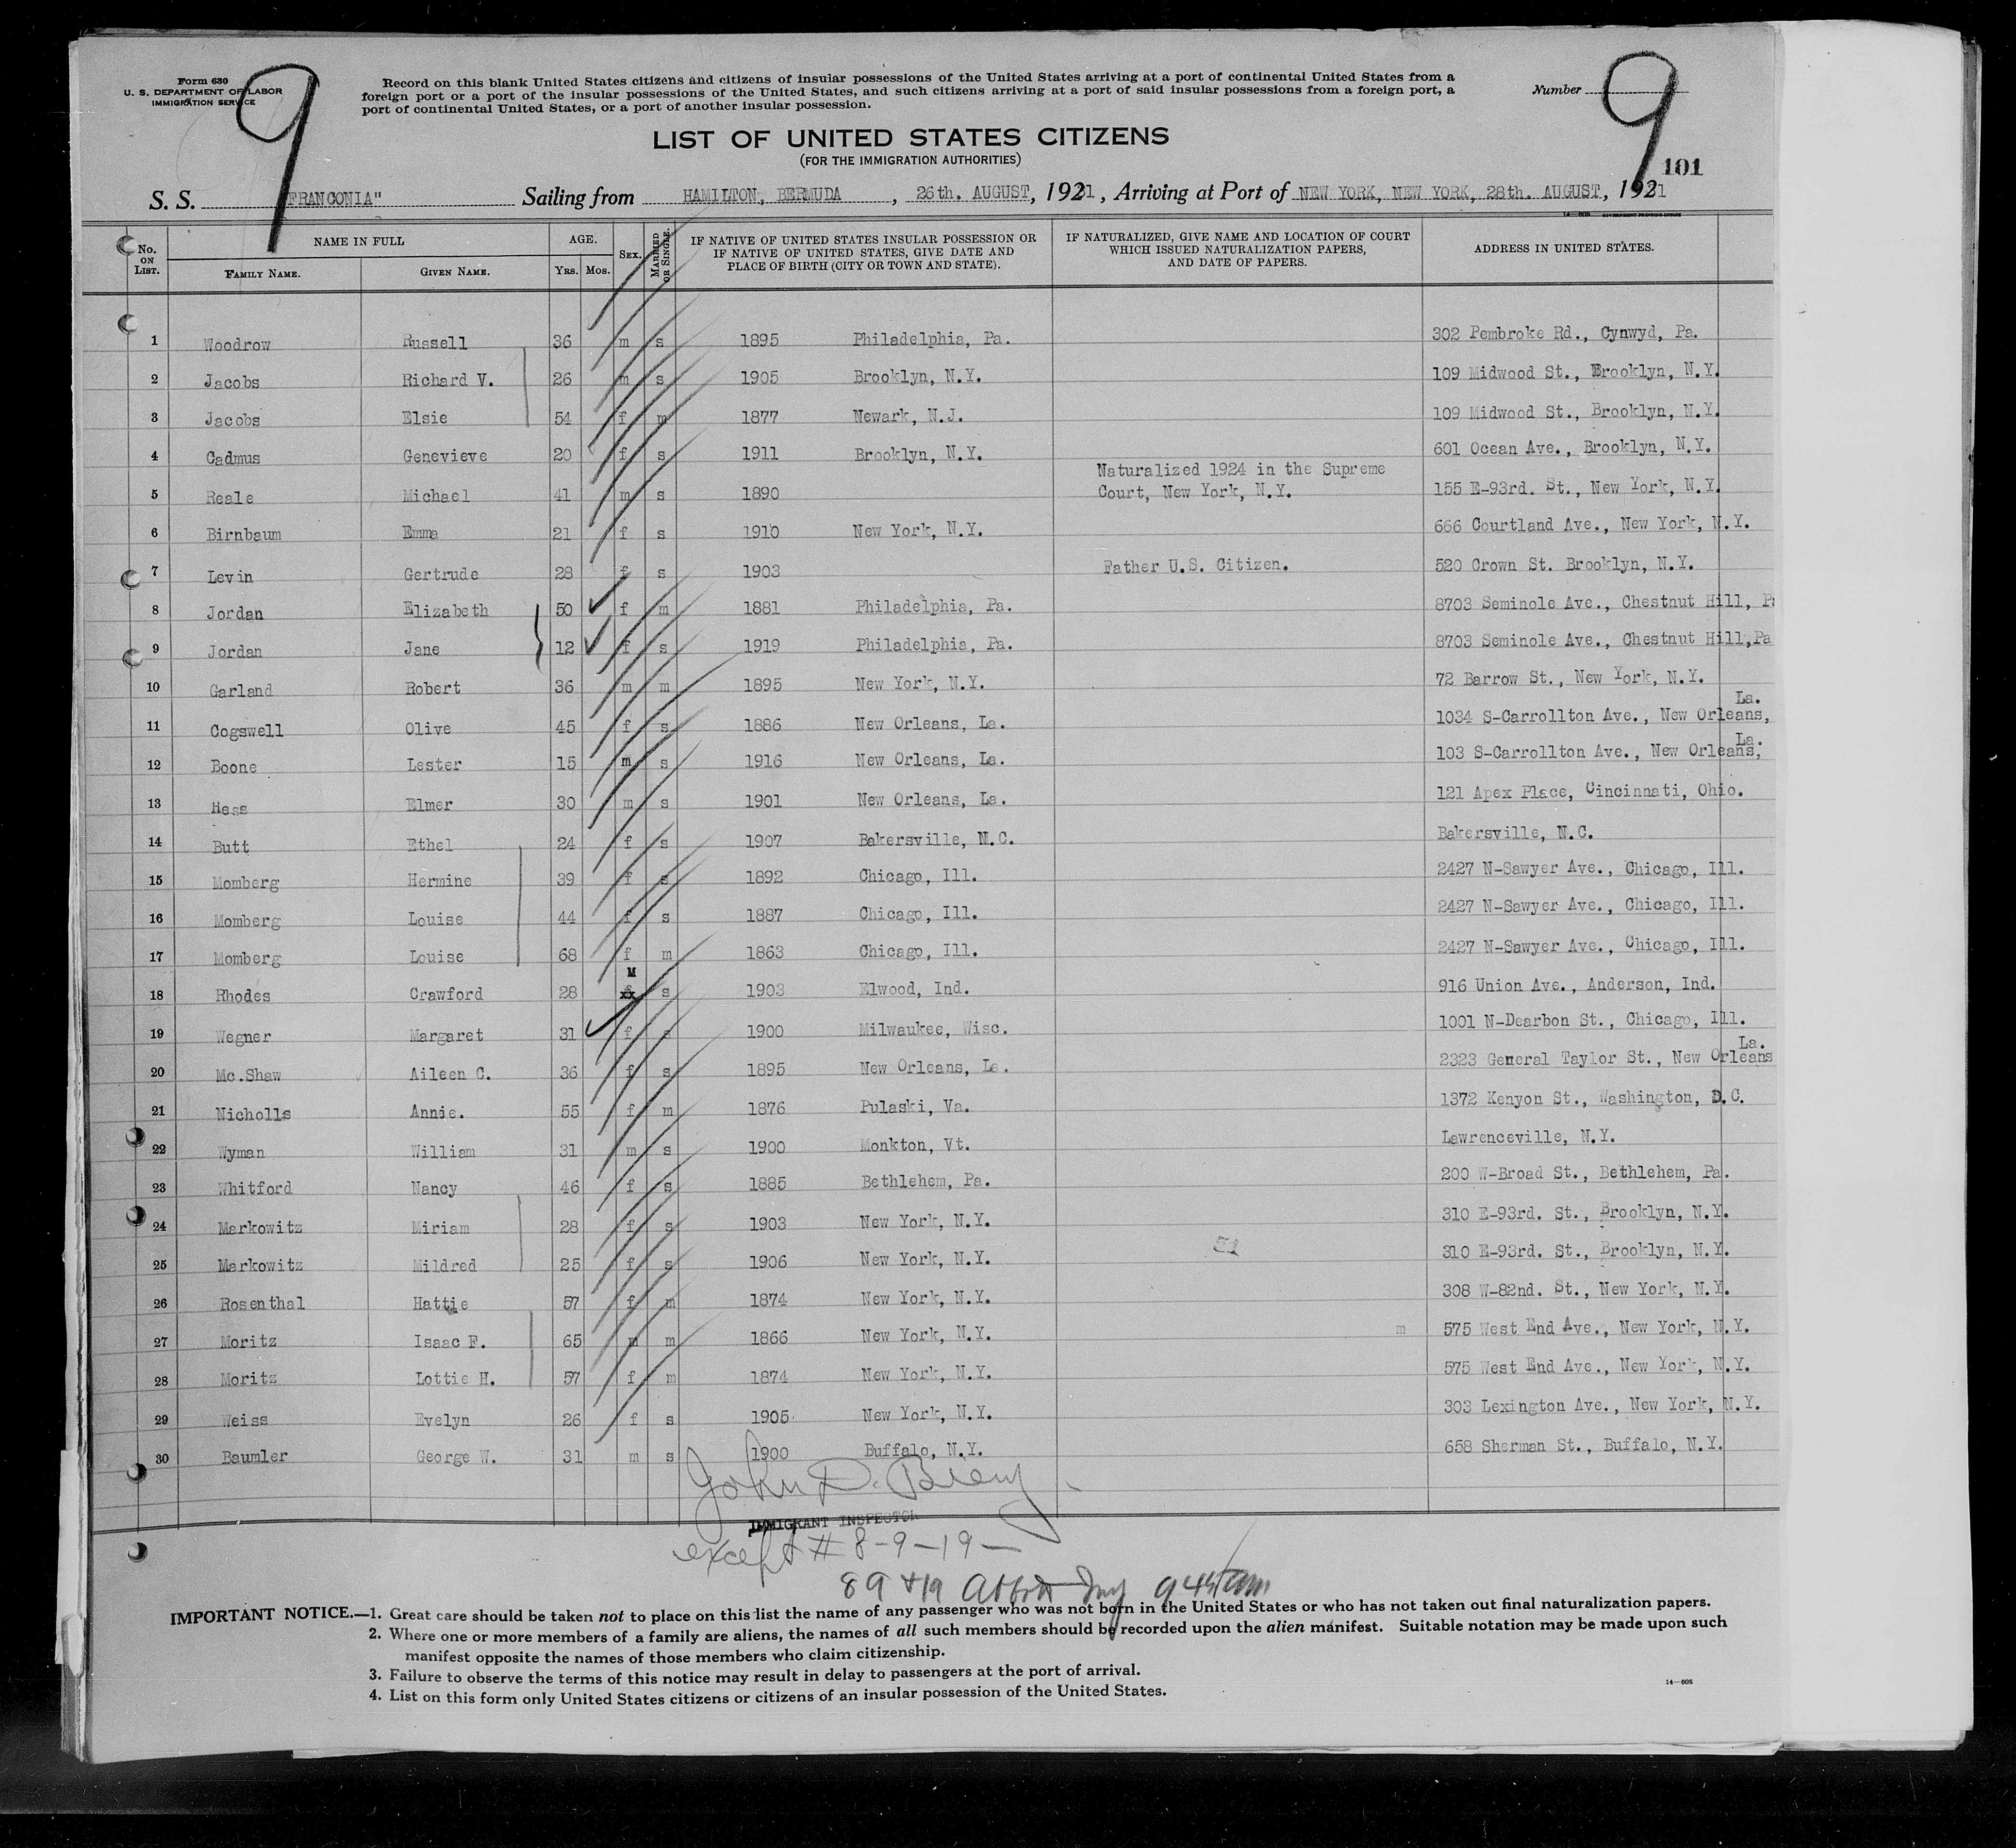 9
9
Form 630
U. S. DEPARTMENT OF LABOR
IMMIGRATION SERVICE
Record on this blank United States citizens and citizens of insular possessions of the United States arriving at a port of continental United States from a
foreign port or a port of the insular possessions of the United States, and such citizens arriving at a port of said insular possessions from a foreign port, a
port of continental United States, or a port of another insular possession.
Number
LIST OF UNITED STATES CITIZENS
(FOR THE IMMIGRATION AUTHORITIES)
101
S. S. FRANCONIA" Sailing from HAMILTON, BERMUDA, 26th. AUGUST, 1921, Arriving at Port of NEW YORK, NEW YORK, 28th. AUGUST, 1921
No. ON LIST. NAME IN FULL FAMILY NAME. GIVEN NAME. AGE. YRS. MOS. SEX. MARRIED OR SINGLE. IF NATIVE OF UNITED STATES INSULAR POSSESSION OR IF NATIVE OF UNITED STATES, GIVE DATE AND PLACE OF BIRTH (CITY OR TOWN AND STATE). IF NATURALIZED, GIVE NAME AND LOCATION OF COURT WHICH ISSUED NATURALIZATION PAPERS, AND DATE OF PAPERS. ADDRESS IN UNITED STATES.
1 Woodrow Russell 36 m s 1895 Philadelphia, Pa. 302 Pembroke Rd., Cynwyd, Pa.
2 Jacobs Richard V. 26 m s 1905 Brooklyn, N.Y. 109 Midwood St., Brooklyn, N.Y.
3 Jacobs Elsie 54 f m 1877 Newark, N.J. 109 Midwood St., Brooklyn, N.Y.
4 Cadmus Genevieve 20 f s 1911 Brooklyn, N.Y. 601 Ocean Ave., Brooklyn, N.Y.
5 Reale Michael 41 m s 1890 Naturalized 1924 in the Supreme Court, New York, N.Y. 155 E-93rd. St., New York, N.Y.
6 Birnbaum Emma 21 f s 1910 New York, N.Y. 666 Courtland Ave., New York, N.Y.
7 Levin Gertrude 28 f s 1903 Father U.S. Citizen. 520 Crown St. Brooklyn, N.Y.
8 Jordan Elizabeth 50 f m 1881 Philadelphia, Pa. 8703 Seminole Ave., Chestnut Hill, Pa
9 Jordan Jane 12 f s 1919 Philadelphia, Pa. 8703 Seminole Ave., Chestnut Hill,Pa
10 Garland Robert 36 m m 1895 New York, N.Y. 72 Barrow St., New York, N.Y.
11 Cogswell Olive 45 f s 1886 New Orleans, La. 1034 S-Carrollton Ave., New Orleans, La.
12 Boone Lester 15 m s 1916 New Orleans, La. 103 S-Carrollton Ave., New Orleans, La.
13 Hess Elmer 30 m s 1901 New Orleans, La. 121 Apex Place, Cincinnati, Ohio.
14 Butt Ethel 24 f s 1907 Bakersville, N.C. Bakersville, N.C.
15 Momberg Hermine 39 f s 1892 Chicago, Ill. 2427 N-Sawyer Ave., Chicago, Ill.
16 Momberg Louise 44 f s 1887 Chicago, Ill. 2427 N-Sawyer Ave., Chicago, Ill.
17 Momberg Louise 68 f m 1863 Chicago, Ill. 2427 N-Sawyer Ave., Chicago, Ill.
18 Rhodes Crawford 28 M s 1903 Elwood, Ind. 916 Union Ave., Anderson, Ind.
19 Wegner Margaret 31 f s 1900 Milwaukee, Wisc. 1001 N-Dearbon St., Chicago, Ill.
20 Mc.Shaw Aileen C. 36 f s 1895 New Orleans, La. 2323 General Taylor St., New Orleans La.
21 Nicholls Annie. 55 f m 1876 Pulaski, Va. 1372 Kenyon St., Washington, D.C.
22 Wyman William 31 m s 1900 Monkton, Vt. Lawrenceville, N.Y.
23 Whitford Nancy 46 f s 1885 Bethlehem, Pa. 200 W-Broad St., Bethlehem, Pa.
24 Markowitz Miriam 28 f s 1903 New York, N.Y. 310 E-93rd. St., Brooklyn, N.Y.
25 Markowitz Mildred 25 f s 1906 New York, N.Y. 310 E-93rd. St., Brooklyn, N.Y.
26 Rosenthal Hattie 57 f m 1874 New York, N.Y. 308 W-82nd. St., New York, N.Y.
27 Moritz Isaac F. 65 m m 1866 New York, N.Y. m 575 West End Ave., New York, N.Y.
28 Moritz Lottie H. 57 f m 1874 New York, N.Y. 575 West End Ave., New York, N.Y.
29 Weiss Evelyn 26 f s 1905 New York, N.Y. 303 Lexington Ave., New York, N.Y.
30 Baumler George W. 31 m s 1900 Buffalo, N.Y. 658 Sherman St., Buffalo, N.Y.
John D.
IMMIGRANT INSPECTOR
except # 8-9-19-
89 + 19
IMPORTANT NOTICE.—1. Great care should be taken not to place on this list the name of any passenger who was not born in the United States or who has not taken out final naturalization papers.
2. Where one or more members of a family are aliens, the names of all such members should be recorded upon the alien manifest. Suitable notation may be made upon such
manifest opposite the names of those members who claim citizenship.
3. Failure to observe the terms of this notice may result in delay to passengers at the port of arrival.
4. List on this form only United States citizens or citizens of an insular possession of the United States.
14—608